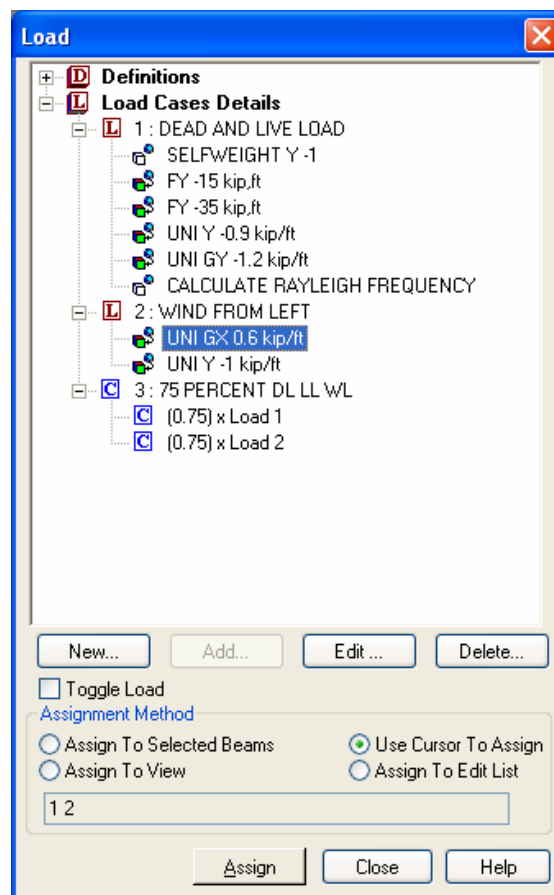 Load
D Definitions
L Load Cases Details
L 1 : DEAD AND LIVE LOAD
SELFWEIGHT Y -1
FY -15 kip,ft
FY -35 kip,ft
UNI Y -0.9 kip/ft
UNI GY -1.2 kip/ft
CALCULATE RAYLEIGH FREQUENCY
L 2 : WIND FROM LEFT
UNI GX 0.6 kip/ft
UNI Y -1 kip/ft
C 3 : 75 PERCENT DL LL WL
C (0.75) x Load 1
C (0.75) x Load 2
New... Add... Edit ... Delete...
Toggle Load
Assignment Method
Assign To Selected Beams Use Cursor To Assign
Assign To View Assign To Edit List
1 2
Assign Close Help